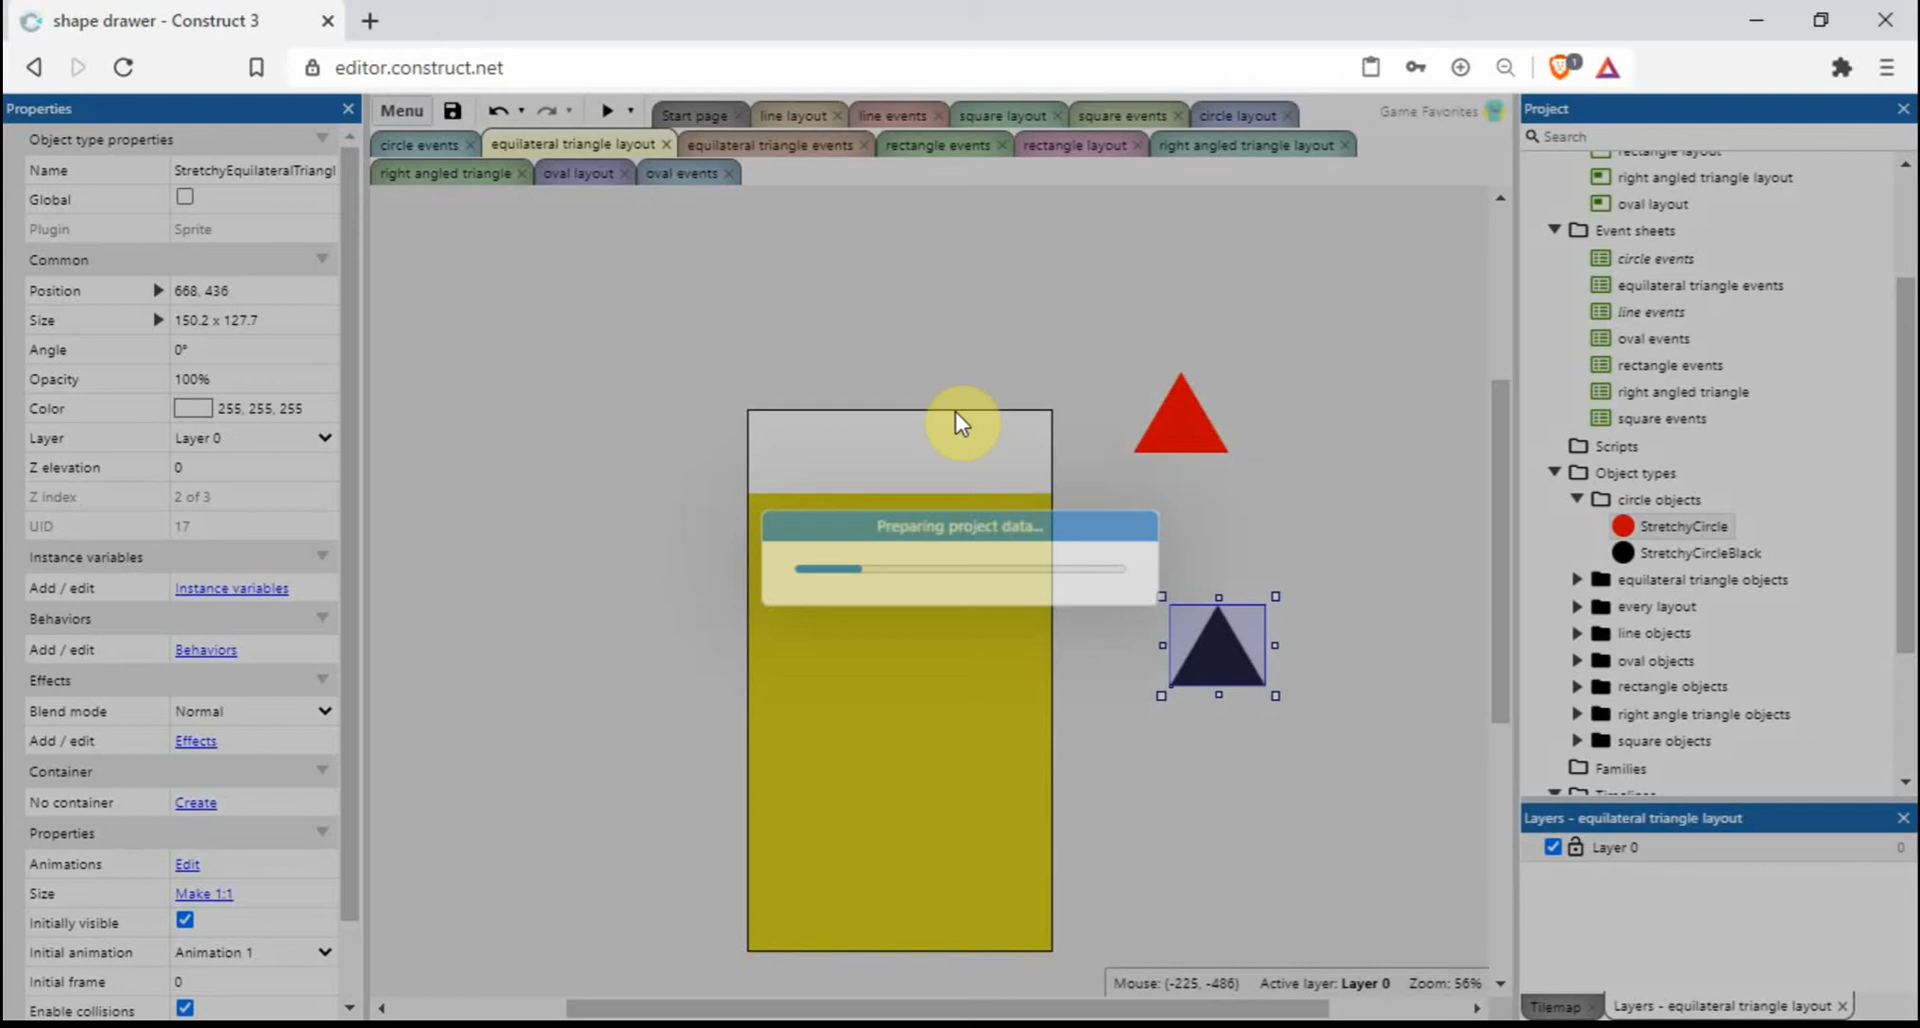 shape drawer - Construct 3
editor.construct.net
1
Properties
Menu
Start page
line layout
line events
square layout
square events
circle layout
Game Favorites
circle events
equilateral triangle layout
equilateral triangle events
rectangle events
rectangle layout
right angled triangle layout
right angled triangle
oval layout
oval events
Object type properties
Name StretchyEquilateralTriangl
Global
Plugin Sprite
Common
Position 668, 436
Size 150.2 x 127.7
Angle 0°
Opacity 100%
Color 255, 255, 255
Layer Layer 0
Z elevation 0
Z index 2 of 3
UID 17
Instance variables
Add / edit Instance variables
Behaviors
Add / edit Behaviors
Effects
Blend mode Normal
Add / edit Effects
Container
No container Create
Properties
Animations Edit
Size Make 1:1
Initially visible
Initial animation Animation 1
Initial frame 0
Enable collisions
Preparing project data...
Mouse: (-225, -486) Active layer: Layer 0 Zoom: 56%
Project
Search
rectangle layout
right angled triangle layout
oval layout
Event sheets
circle events
equilateral triangle events
line events
oval events
rectangle events
right angled triangle
square events
Scripts
Object types
circle objects
StretchyCircle
StretchyCircleBlack
equilateral triangle objects
every layout
line objects
oval objects
rectangle objects
right angle triangle objects
square objects
Families
Timelines
Layers - equilateral triangle layout
Layer 0 0
Tilemap
Layers - equilateral triangle layout